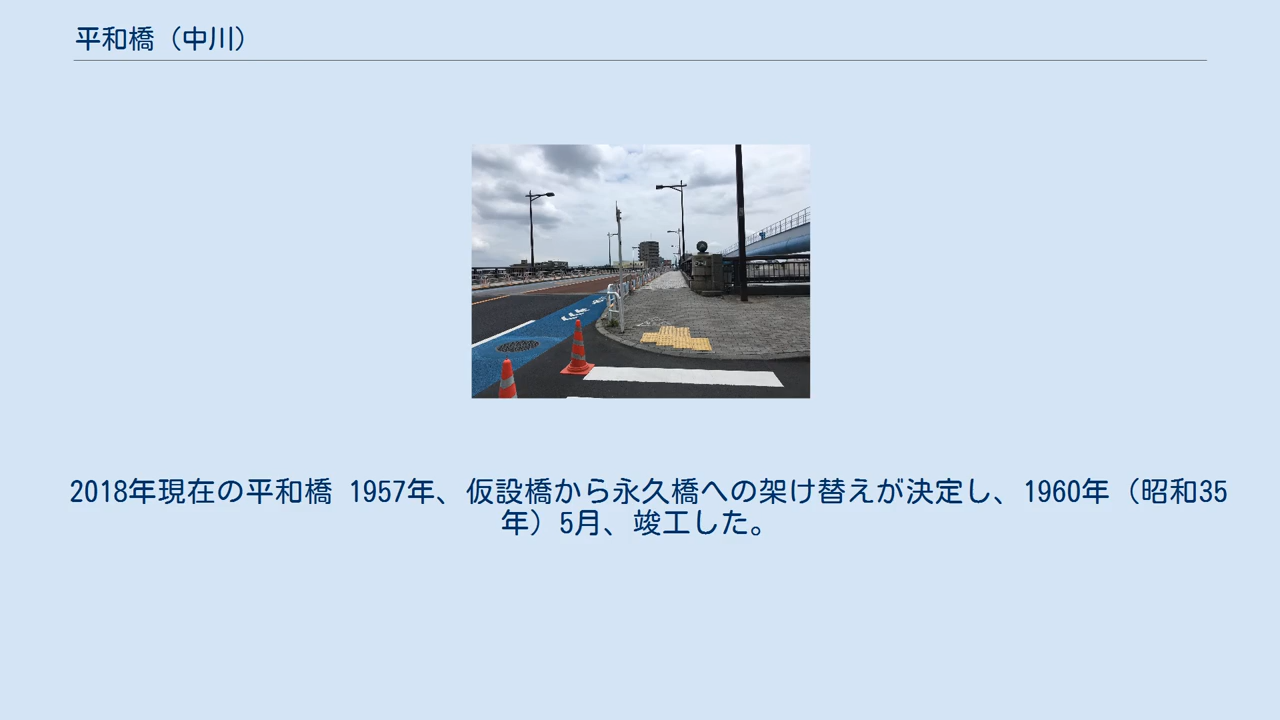 平和橋（中川）
2018年現在の平和橋 1957年、仮設橋から永久橋への架け替えが決定し、1960年（昭和35
年）5月、竣工した。